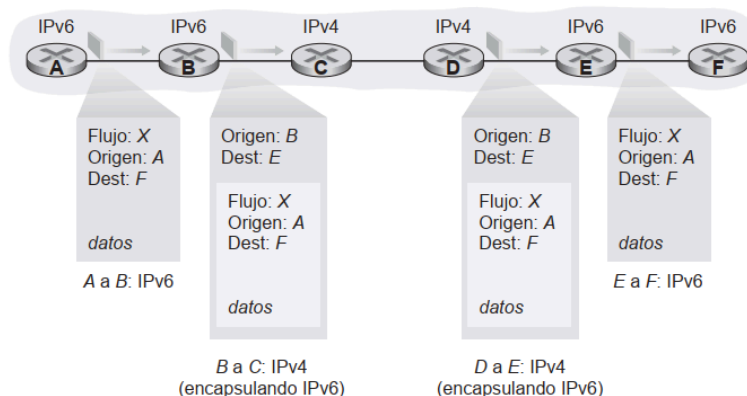 IPv6 IPv6 IPv4 IPv4 IPv6 IPv6
A B C D E F
Flujo: X
Origen: A
Dest: F
datos
A a B: IPv6
Origen: B
Dest: E
Flujo: X
Origen: A
Dest: F
datos
B a C: IPv4
(encapsulando IPv6)
Origen: B
Dest: E
Flujo: X
Origen: A
Dest: F
datos
D a E: IPv4
(encapsulando IPv6)
Flujo: X
Origen: A
Dest: F
datos
E a F: IPv6